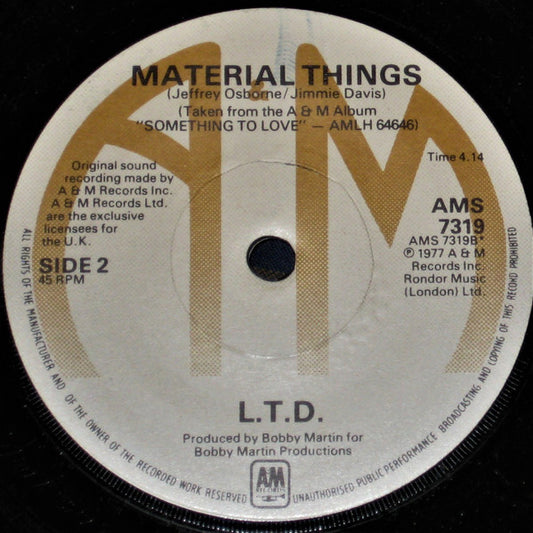 MATERIAL THINGS
(Jeffrey Osborne/Jimmie Davis)
(Taken from the A & M Album
"SOMETHING TO LOVE" – AMLH 64646)
Original sound
recording made by
A & M Records Inc.
A & M Records Ltd.
are the exclusive
licensees for
the U.K.
SIDE 2
45 RPM
Time 4.14
AMS
7319
AMS 7319B*
℗ 1977 A & M
Records Inc.
Rondor Music
(London) Ltd.
L.T.D.
Produced by Bobby Martin for
Bobby Martin Productions
AM
RECORDS
ALL RIGHTS OF THE MANUFACTURER AND OF THE OWNER OF THE RECORDED WORK RESERVED
UNAUTHORISED PUBLIC PERFORMANCE BROADCASTING AND COPYING OF THIS RECORD PROHIBITED